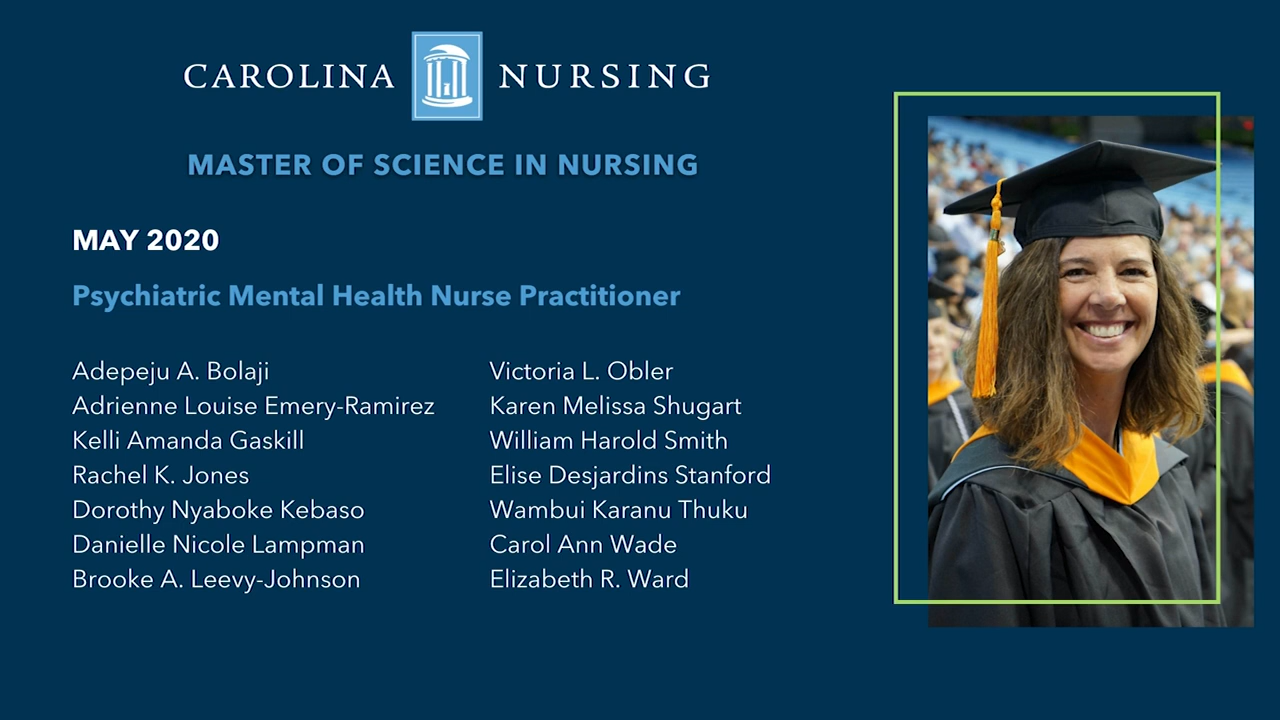 CAROLINA NURSING
MASTER OF SCIENCE IN NURSING
MAY 2020
Psychiatric Mental Health Nurse Practitioner
Adepeju A. Bolaji
Adrienne Louise Emery-Ramirez
Kelli Amanda Gaskill
Rachel K. Jones
Dorothy Nyaboke Kebaso
Danielle Nicole Lampman
Brooke A. Leevy-Johnson
Victoria L. Obler
Karen Melissa Shugart
William Harold Smith
Elise Desjardins Stanford
Wambui Karanu Thuku
Carol Ann Wade
Elizabeth R. Ward